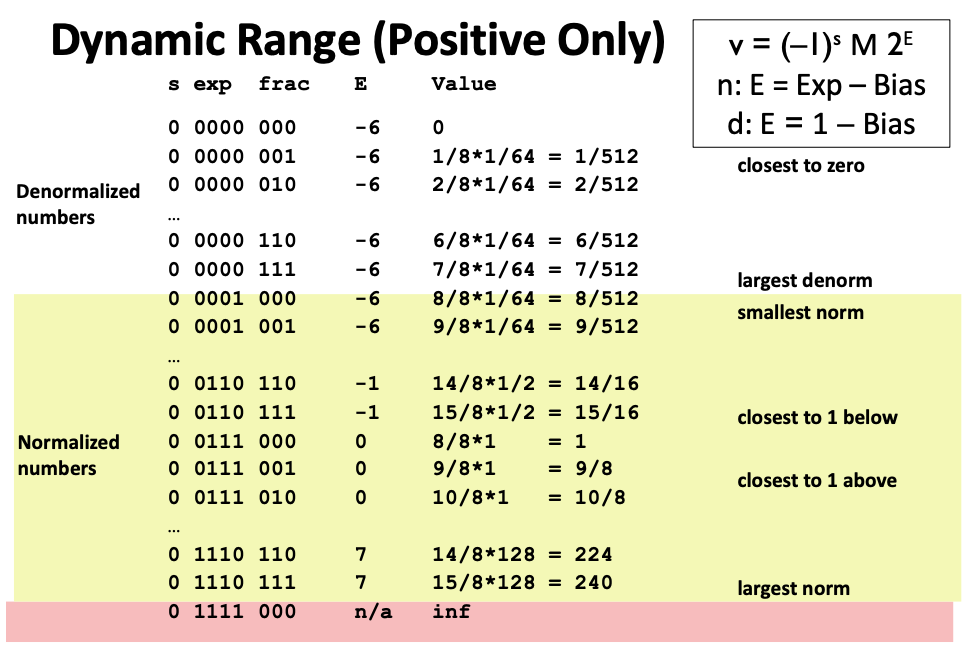 Dynamic Range (Positive Only)
v = (–1)ˢ M 2ᴱ
n: E = Exp – Bias
d: E = 1 – Bias
s exp frac E Value
0 0000 000 -6 0
0 0000 001 -6 1/8*1/64 = 1/512
closest to zero
0 0000 010 -6 2/8*1/64 = 2/512
Denormalized
numbers
…
0 0000 110 -6 6/8*1/64 = 6/512
0 0000 111 -6 7/8*1/64 = 7/512
largest denorm
0 0001 000 -6 8/8*1/64 = 8/512
smallest norm
0 0001 001 -6 9/8*1/64 = 9/512
…
0 0110 110 -1 14/8*1/2 = 14/16
0 0110 111 -1 15/8*1/2 = 15/16
closest to 1 below
0 0111 000 0 8/8*1 = 1
Normalized
numbers
0 0111 001 0 9/8*1 = 9/8
closest to 1 above
0 0111 010 0 10/8*1 = 10/8
…
0 1110 110 7 14/8*128 = 224
0 1110 111 7 15/8*128 = 240
largest norm
0 1111 000 n/a inf